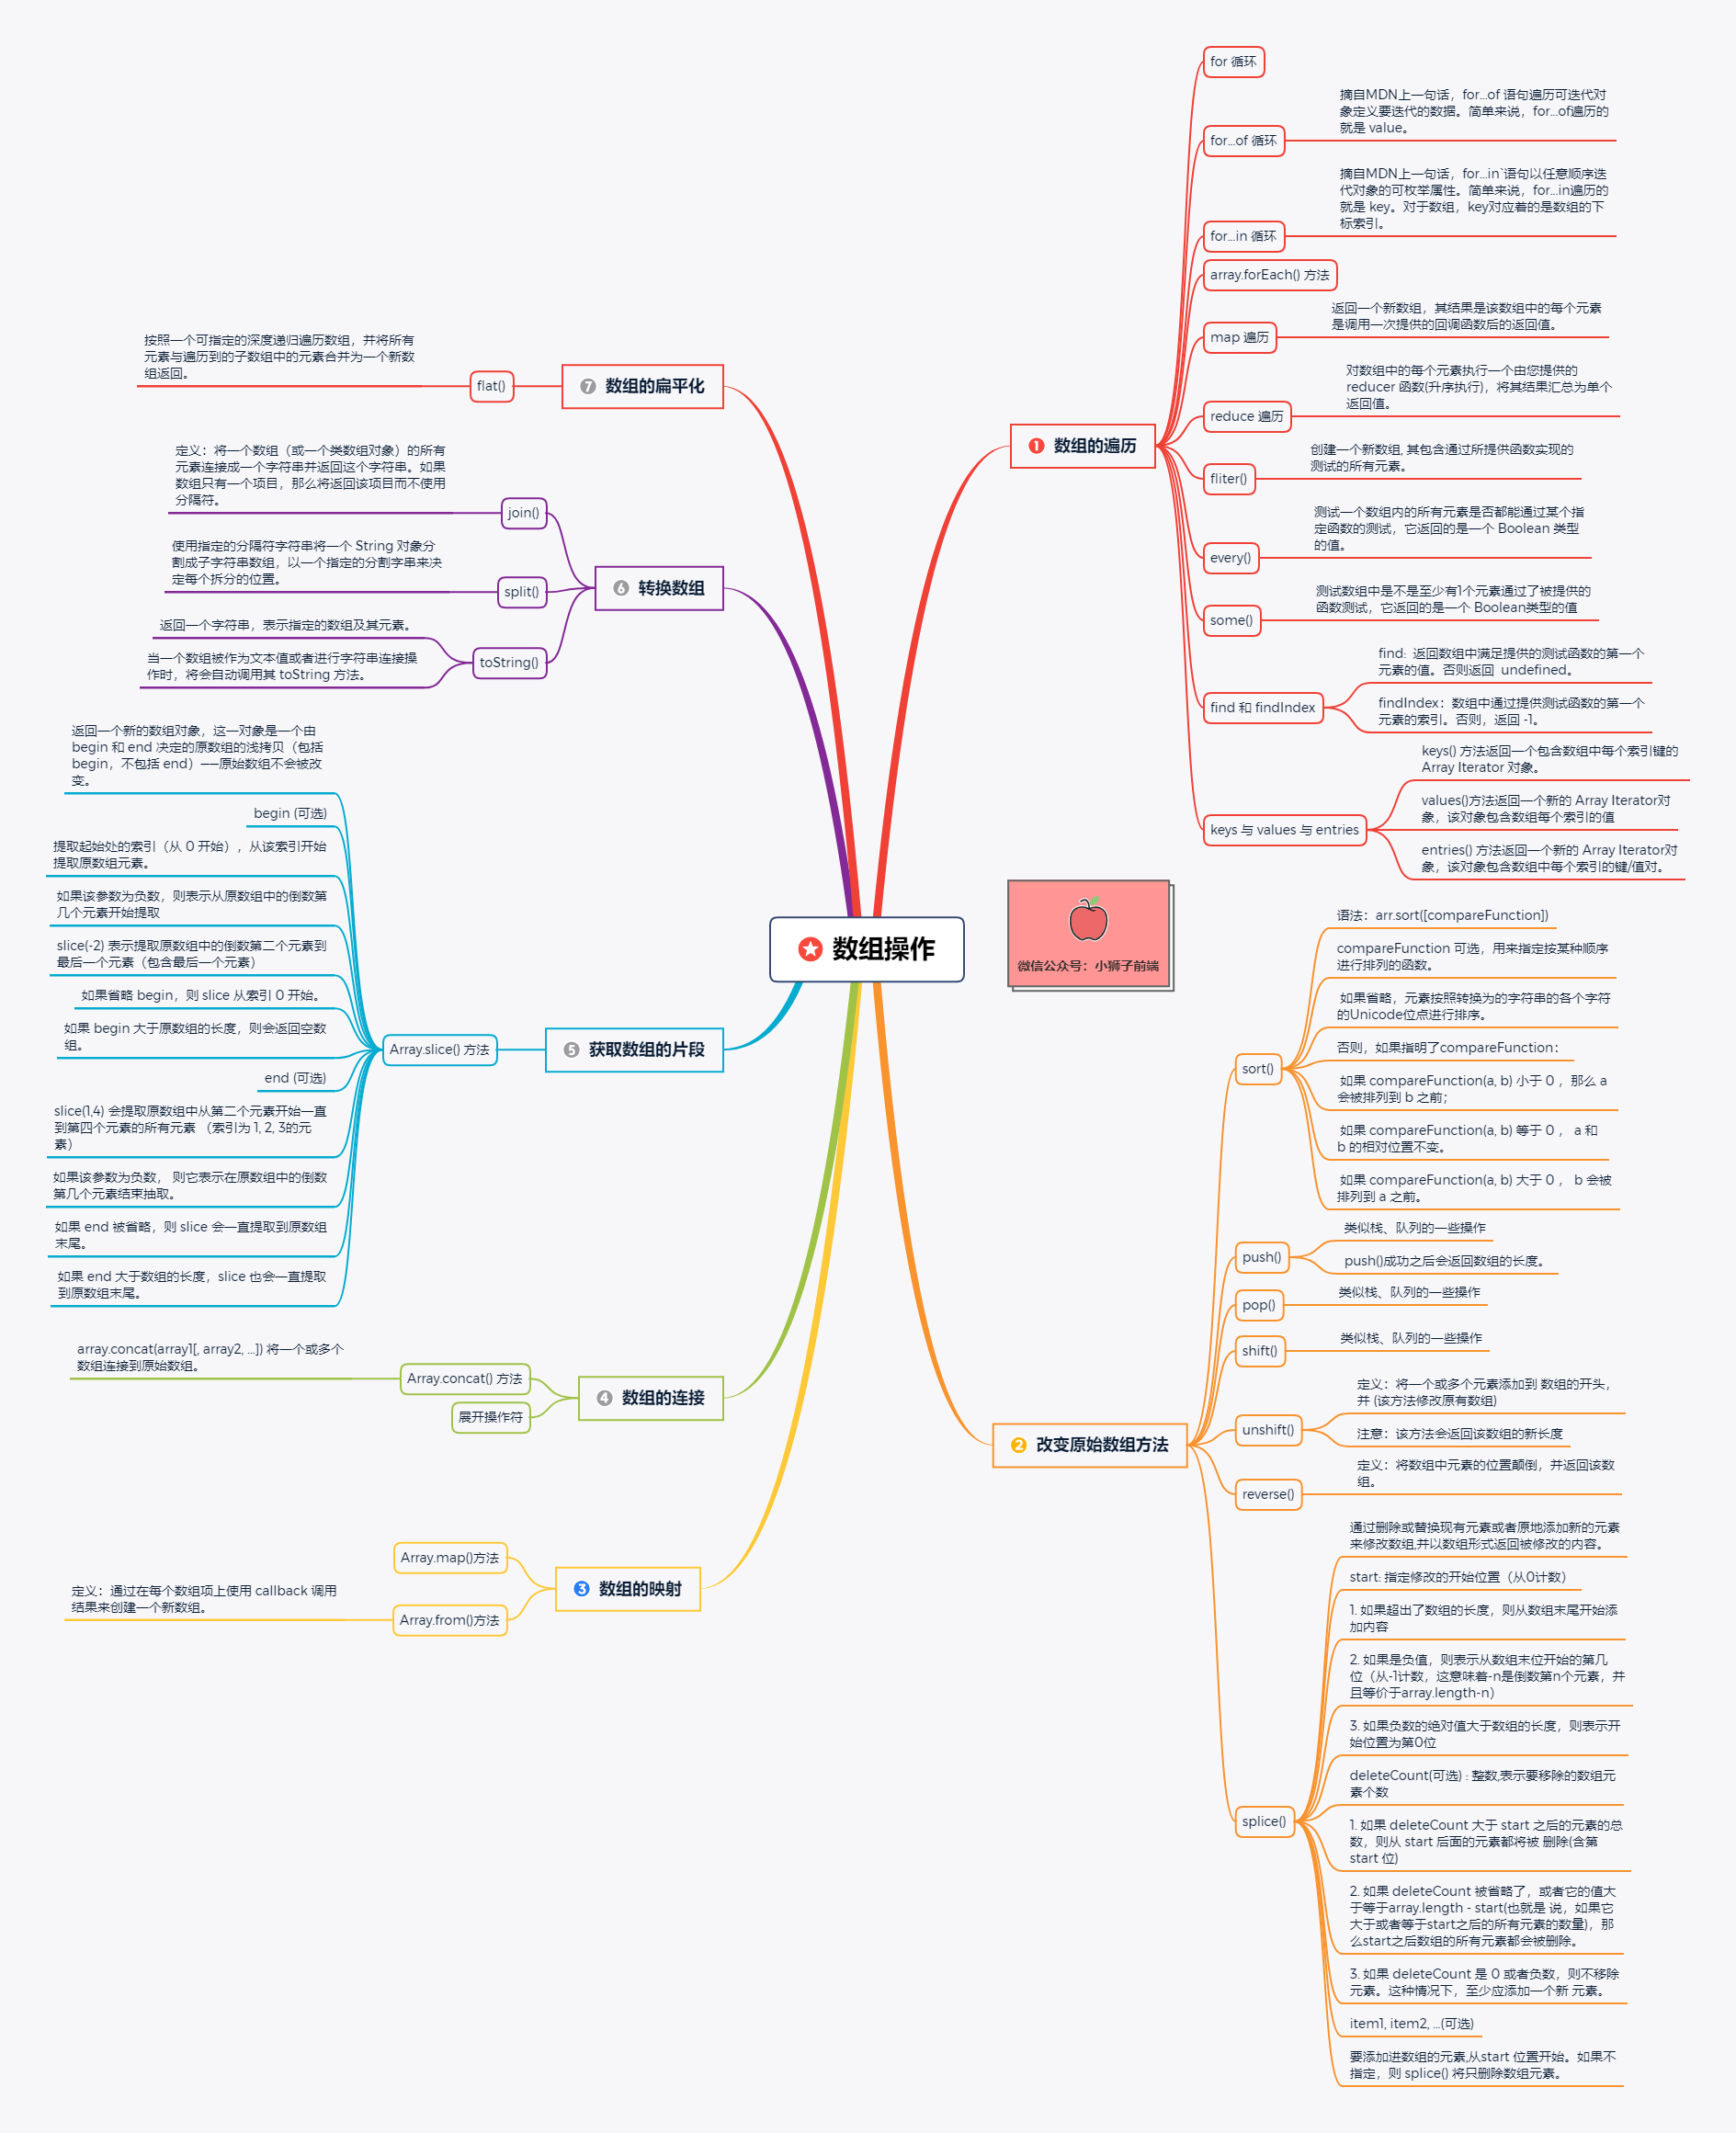 数组操作
微信公众号：小狮子前端
1 数组的遍历
for 循环
for...of 循环
摘自MDN上一句话，for...of 语句遍历可迭代对
象定义要迭代的数据。简单来说，for...of遍历的
就是 value。
for...in 循环
摘自MDN上一句话，for...in`语句以任意顺序迭
代对象的可枚举属性。简单来说，for...in遍历的
就是 key。对于数组，key对应着的是数组的下
标索引。
array.forEach() 方法
map 遍历
返回一个新数组，其结果是该数组中的每个元素
是调用一次提供的回调函数后的返回值。
reduce 遍历
对数组中的每个元素执行一个由您提供的
reducer 函数(升序执行)，将其结果汇总为单个
返回值。
fliter()
创建一个新数组, 其包含通过所提供函数实现的
测试的所有元素。
every()
测试一个数组内的所有元素是否都能通过某个指
定函数的测试，它返回的是一个 Boolean 类型
的值。
some()
测试数组中是不是至少有1个元素通过了被提供的
函数测试，它返回的是一个 Boolean类型的值
find 和 findIndex
find:  返回数组中满足提供的测试函数的第一个
元素的值。否则返回  undefined。
findIndex：数组中通过提供测试函数的第一个
元素的索引。否则，返回 -1。
keys 与 values 与 entries
keys() 方法返回一个包含数组中每个索引键的
Array Iterator 对象。
values()方法返回一个新的 Array Iterator对
象，该对象包含数组每个索引的值
entries() 方法返回一个新的 Array Iterator对
象，该对象包含数组中每个索引的键/值对。
2 改变原始数组方法
sort()
语法：arr.sort([compareFunction])
compareFunction 可选，用来指定按某种顺序
进行排列的函数。
如果省略，元素按照转换为的字符串的各个字符
的Unicode位点进行排序。
否则，如果指明了compareFunction：
如果 compareFunction(a, b) 小于 0 ，那么 a
会被排列到 b 之前；
如果 compareFunction(a, b) 等于 0 ， a 和
b 的相对位置不变。
如果 compareFunction(a, b) 大于 0 ， b 会被
排列到 a 之前。
push()
类似栈、队列的一些操作
push()成功之后会返回数组的长度。
pop()
类似栈、队列的一些操作
shift()
类似栈、队列的一些操作
unshift()
定义：将一个或多个元素添加到 数组的开头，
并 (该方法修改原有数组)
注意：该方法会返回该数组的新长度
reverse()
定义：将数组中元素的位置颠倒，并返回该数
组。
splice()
通过删除或替换现有元素或者原地添加新的元素
来修改数组,并以数组形式返回被修改的内容。
start: 指定修改的开始位置（从0计数）
1. 如果超出了数组的长度，则从数组末尾开始添
加内容
2. 如果是负值，则表示从数组末位开始的第几
位（从-1计数，这意味着-n是倒数第n个元素，并
且等价于array.length-n）
3. 如果负数的绝对值大于数组的长度，则表示开
始位置为第0位
deleteCount(可选) : 整数,表示要移除的数组元
素个数
1. 如果 deleteCount 大于 start 之后的元素的总
数，则从 start 后面的元素都将被 删除(含第
start 位)
2. 如果 deleteCount 被省略了，或者它的值大
于等于array.length - start(也就是 说，如果它
大于或者等于start之后的所有元素的数量)，那
么start之后数组的所有元素都会被删除。
3. 如果 deleteCount 是 0 或者负数，则不移除
元素。这种情况下，至少应添加一个新 元素。
item1, item2, ...(可选)
要添加进数组的元素,从start 位置开始。如果不
指定，则 splice() 将只删除数组元素。
3 数组的映射
Array.map()方法
Array.from()方法
定义：通过在每个数组项上使用 callback 调用
结果来创建一个新数组。
4 数组的连接
Array.concat() 方法
array.concat(array1[, array2, ...]) 将一个或多个
数组连接到原始数组。
展开操作符
5 获取数组的片段
Array.slice() 方法
返回一个新的数组对象，这一对象是一个由
begin 和 end 决定的原数组的浅拷贝（包括
begin，不包括 end）——原始数组不会被改
变。
begin (可选)
提取起始处的索引（从 0 开始），从该索引开始
提取原数组元素。
如果该参数为负数，则表示从原数组中的倒数第
几个元素开始提取
slice(-2) 表示提取原数组中的倒数第二个元素到
最后一个元素（包含最后一个元素）
如果省略 begin，则 slice 从索引 0 开始。
如果 begin 大于原数组的长度，则会返回空数
组。
end (可选)
slice(1,4) 会提取原数组中从第二个元素开始一直
到第四个元素的所有元素 （索引为 1, 2, 3的元
素）
如果该参数为负数， 则它表示在原数组中的倒数
第几个元素结束抽取。
如果 end 被省略，则 slice 会一直提取到原数组
末尾。
如果 end 大于数组的长度，slice 也会一直提取
到原数组末尾。
6 转换数组
join()
定义：将一个数组（或一个类数组对象）的所有
元素连接成一个字符串并返回这个字符串。如果
数组只有一个项目，那么将返回该项目而不使用
分隔符。
split()
使用指定的分隔符字符串将一个 String 对象分
割成子字符串数组，以一个指定的分割字串来决
定每个拆分的位置。
toString()
返回一个字符串，表示指定的数组及其元素。
当一个数组被作为文本值或者进行字符串连接操
作时，将会自动调用其 toString 方法。
7 数组的扁平化
flat()
按照一个可指定的深度递归遍历数组，并将所有
元素与遍历到的子数组中的元素合并为一个新数
组返回。